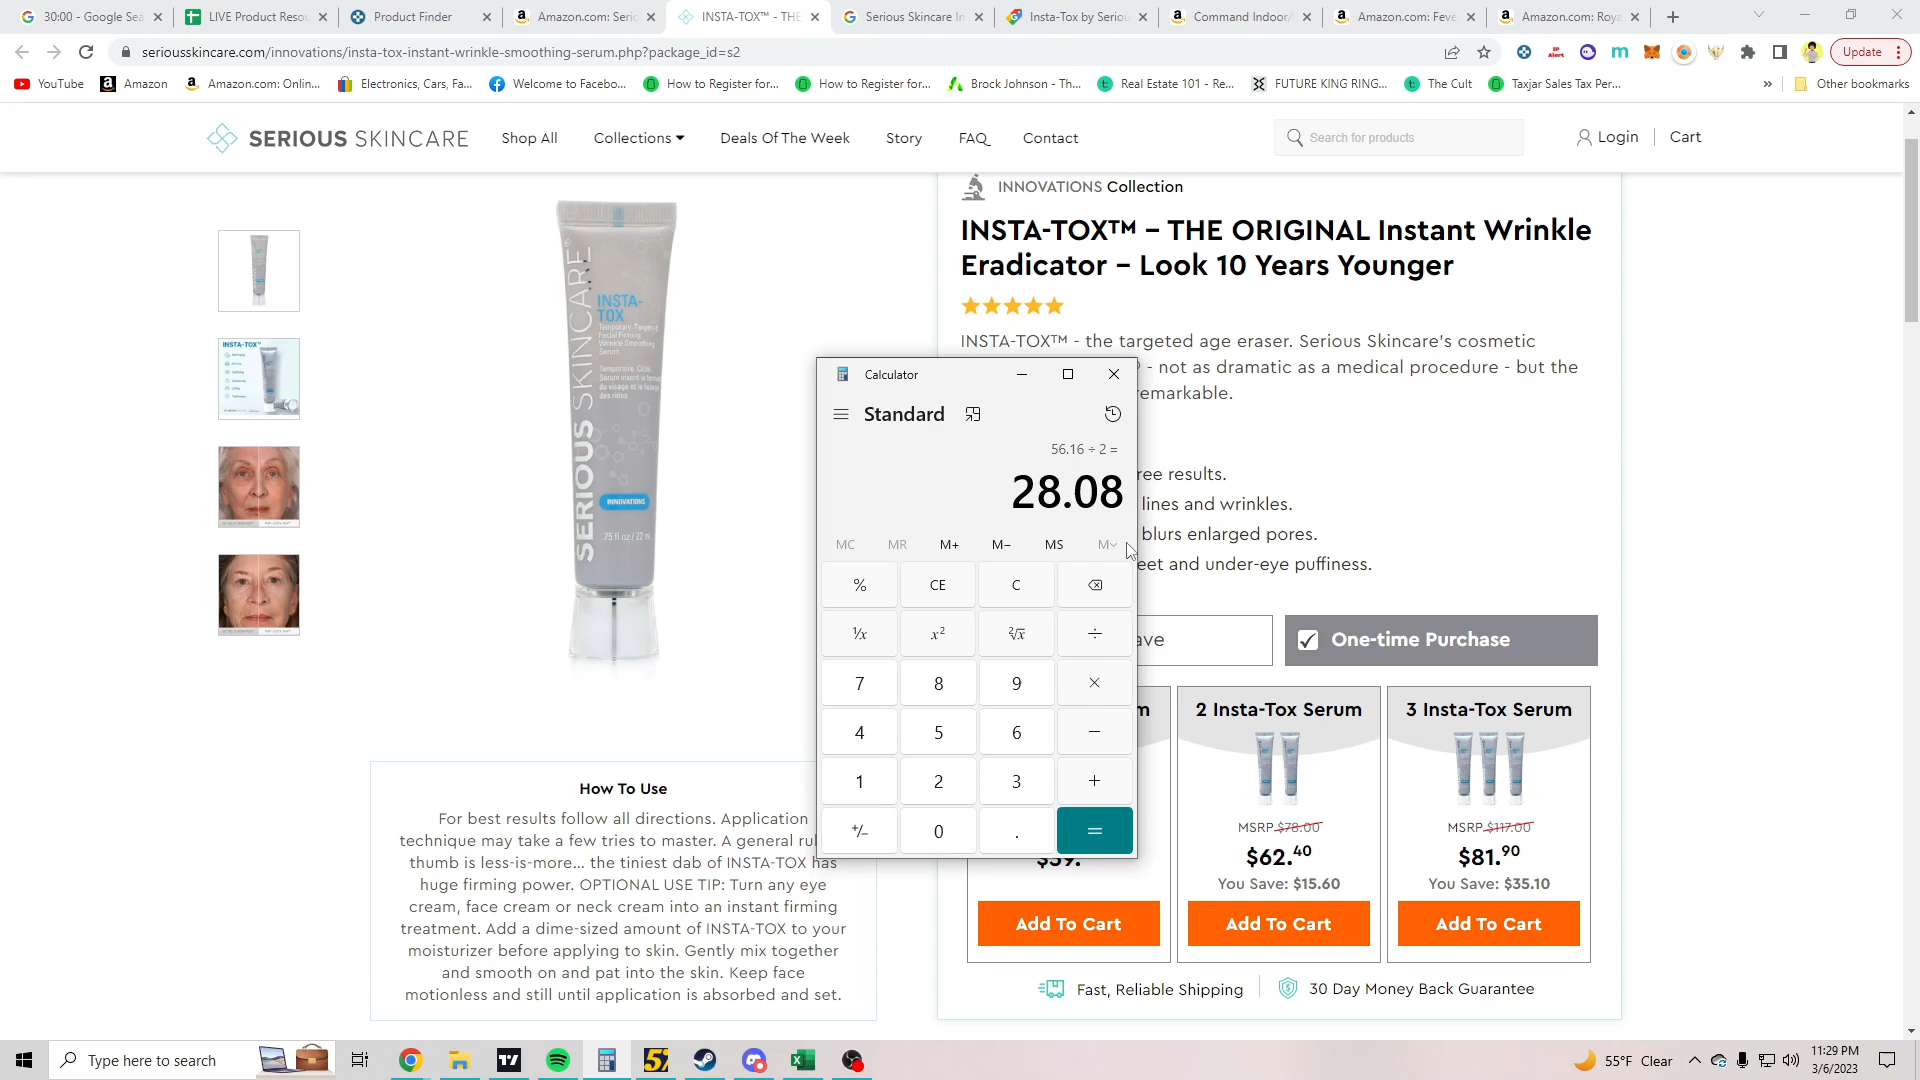 30:00 - Google Sea
LIVE Product Resou
Product Finder
Amazon.com: Serio
INSTA-TOX™ - THE
Serious Skincare In
Insta-Tox by Seriou
Command Indoor/
Amazon.com: Feve
Amazon.com: Roya
seriousskincare.com/innovations/insta-tox-instant-wrinkle-smoothing-serum.php?package_id=s2
Update
YouTube
Amazon
Amazon.com: Onlin...
Electronics, Cars, Fa...
Welcome to Facebo...
How to Register for...
How to Register for...
Brock Johnson - Th...
Real Estate 101 - Re...
FUTURE KING RING...
The Cult
Taxjar Sales Tax Per...
Other bookmarks
SERIOUS SKINCARE
Shop All
Collections
Deals Of The Week
Story
FAQ
Contact
Search for products
Login
Cart
INNOVATIONS Collection
INSTA-TOX™ – THE ORIGINAL Instant Wrinkle
Eradicator – Look 10 Years Younger
INSTA-TOX™ - the targeted age eraser. Serious Skincare's cosmetic
- not as dramatic as a medical procedure - but the
emarkable.
ree results.
lines and wrinkles.
blurs enlarged pores.
eet and under-eye puffiness.
SERIOUS SKINCARE
INSTA-
TOX
Temporary, Targeted
Facial Firming
Wrinkle Smoothing
Serum
INNOVATIONS
.75 fl oz / 22 ml
INSTA-TOX™
Calculator
Standard
56.16 ÷ 2 =
28.08
MC
MR
M+
M−
MS
M
%
CE
C
¹/x
x²
²√x
÷
7
8
9
×
4
5
6
−
1
2
3
+
+/−
0
.
=
ave
One-time Purchase
m
2 Insta-Tox Serum
3 Insta-Tox Serum
MSRP $78.00
MSRP $117.00
$62.40
$81.90
You Save: $15.60
You Save: $35.10
Add To Cart
Add To Cart
Add To Cart
Fast, Reliable Shipping
30 Day Money Back Guarantee
How To Use
For best results follow all directions. Application
technique may take a few tries to master. A general ru
thumb is less-is-more... the tiniest dab of INSTA-TOX has
huge firming power. OPTIONAL USE TIP: Turn any eye
cream, face cream or neck cream into an instant firming
treatment. Add a dime-sized amount of INSTA-TOX to your
moisturizer before applying to skin. Gently mix together
and smooth on and pat into the skin. Keep face
motionless and still until application is absorbed and set.
Type here to search
55°F Clear
11:29 PM
3/6/2023